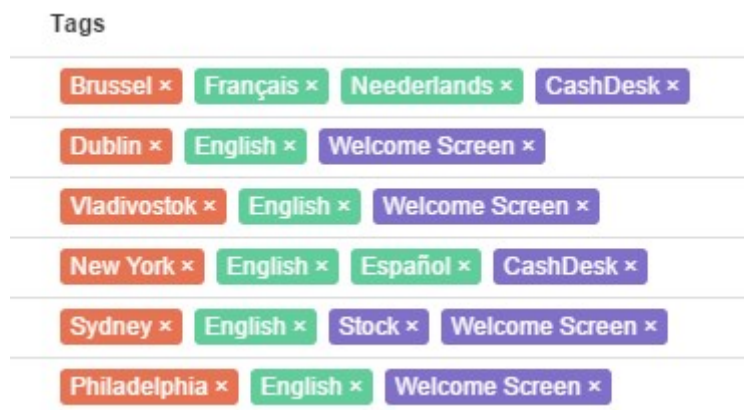 Tags
Brussel × Français × Neederlands × CashDesk ×
Dublin × English × Welcome Screen ×
Vladivostok × English × Welcome Screen ×
New York × English × Español × CashDesk ×
Sydney × English × Stock × Welcome Screen ×
Philadelphia × English × Welcome Screen ×